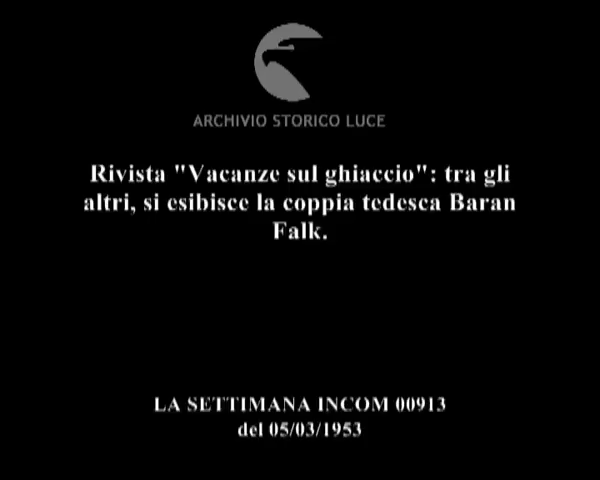 ARCHIVIO STORICO LUCE
Rivista "Vacanze sul ghiaccio": tra gli
altri, si esibisce la coppia tedesca Baran
Falk.
LA SETTIMANA INCOM 00913
del 05/03/1953